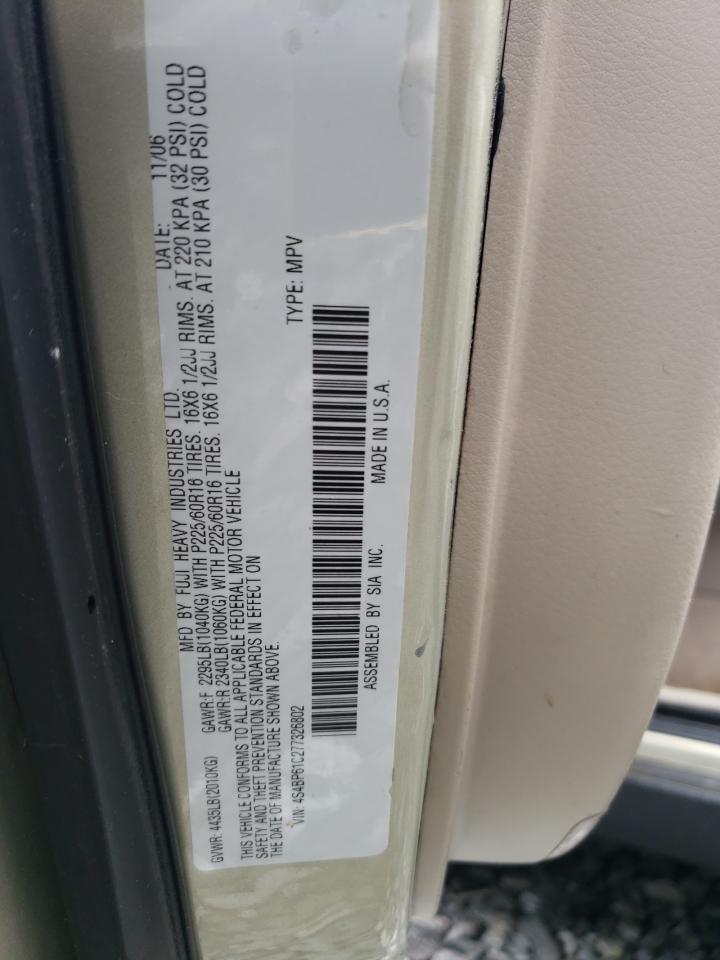 MFD BY FUJI HEAVY INDUSTRIES LTD. DATE: 11/06
GVWR: 4435LB(2010KG) GAWR:F 2295LB(1040KG) WITH P225/60R16 TIRES. 16X6 1/2JJ RIMS. AT 220 KPA (32 PSI) COLD
GAWR:R 2340LB(1060KG) WITH P225/60R16 TIRES. 16X6 1/2JJ RIMS. AT 210 KPA (30 PSI) COLD
THIS VEHICLE CONFORMS TO ALL APPLICABLE FEDERAL MOTOR VEHICLE
SAFETY AND THEFT PREVENTION STANDARDS IN EFFECT ON
THE DATE OF MANUFACTURE SHOWN ABOVE.
VIN: 4S4BP61C277326802 TYPE: MPV
ASSEMBLED BY SIA INC. MADE IN U.S.A.